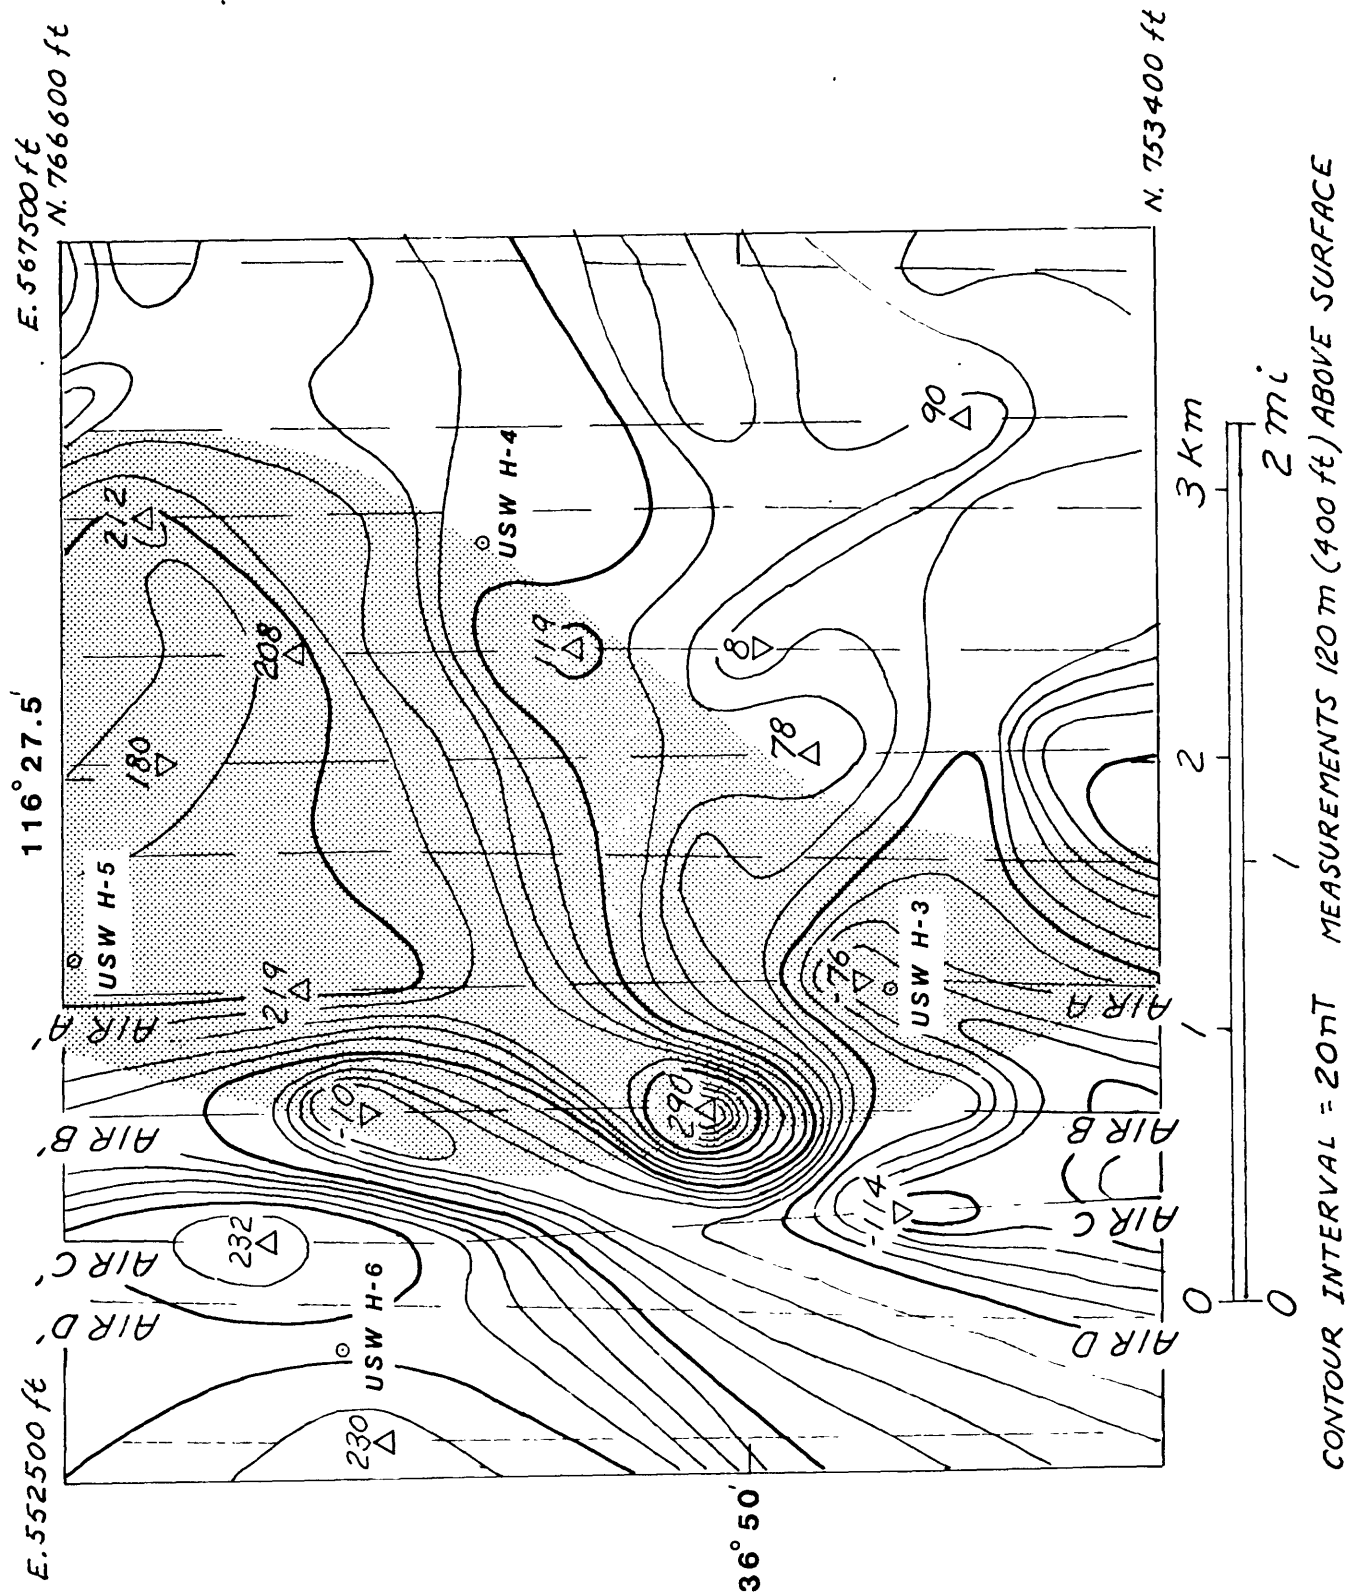 E. 552500 ft
116° 27.5'
E. 567500 ft
N. 766600 ft
AIR D'
AIR C'
AIR B'
AIR A'
USW H-5
180
212
208
219
232
-10
USW H-6
230
USW H-4
119
290
8
78
90
-76
USW H-3
-114
36° 50'
AIR D
AIR C
AIR B
AIR A
N. 753400 ft
0 1 2 3 km
0 1 2 mi
CONTOUR INTERVAL = 20nT MEASUREMENTS 120 m (400 ft) ABOVE SURFACE